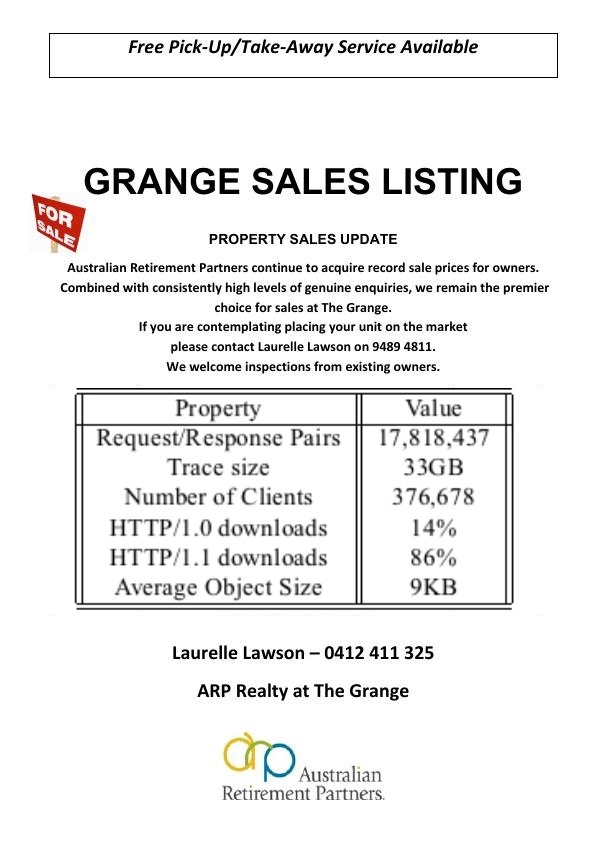 Free Pick-Up/Take-Away Service Available
GRANGE SALES LISTING
FOR
SALE
PROPERTY SALES UPDATE
Australian Retirement Partners continue to acquire record sale prices for owners.
Combined with consistently high levels of genuine enquiries, we remain the premier
choice for sales at The Grange.
If you are contemplating placing your unit on the market
please contact Laurelle Lawson on 9489 4811.
We welcome inspections from existing owners.
Property Value
Request/Response Pairs 17,818,437
Trace size 33GB
Number of Clients 376,678
HTTP/1.0 downloads 14%
HTTP/1.1 downloads 86%
Average Object Size 9KB
Laurelle Lawson – 0412 411 325
ARP Realty at The Grange
arp Australian
Retirement Partners.